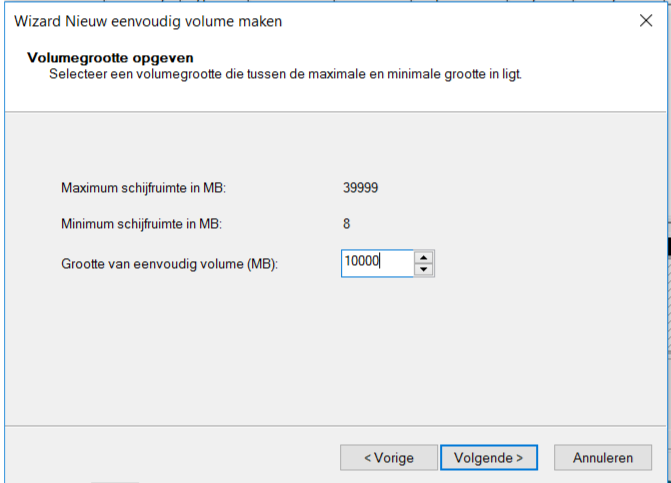 Wizard Nieuw eenvoudig volume maken
Volumegrootte opgeven
Selecteer een volumegrootte die tussen de maximale en minimale grootte in ligt.
Maximum schijfruimte in MB: 39999
Minimum schijfruimte in MB: 8
Grootte van eenvoudig volume (MB): 10000
< Vorige Volgende > Annuleren